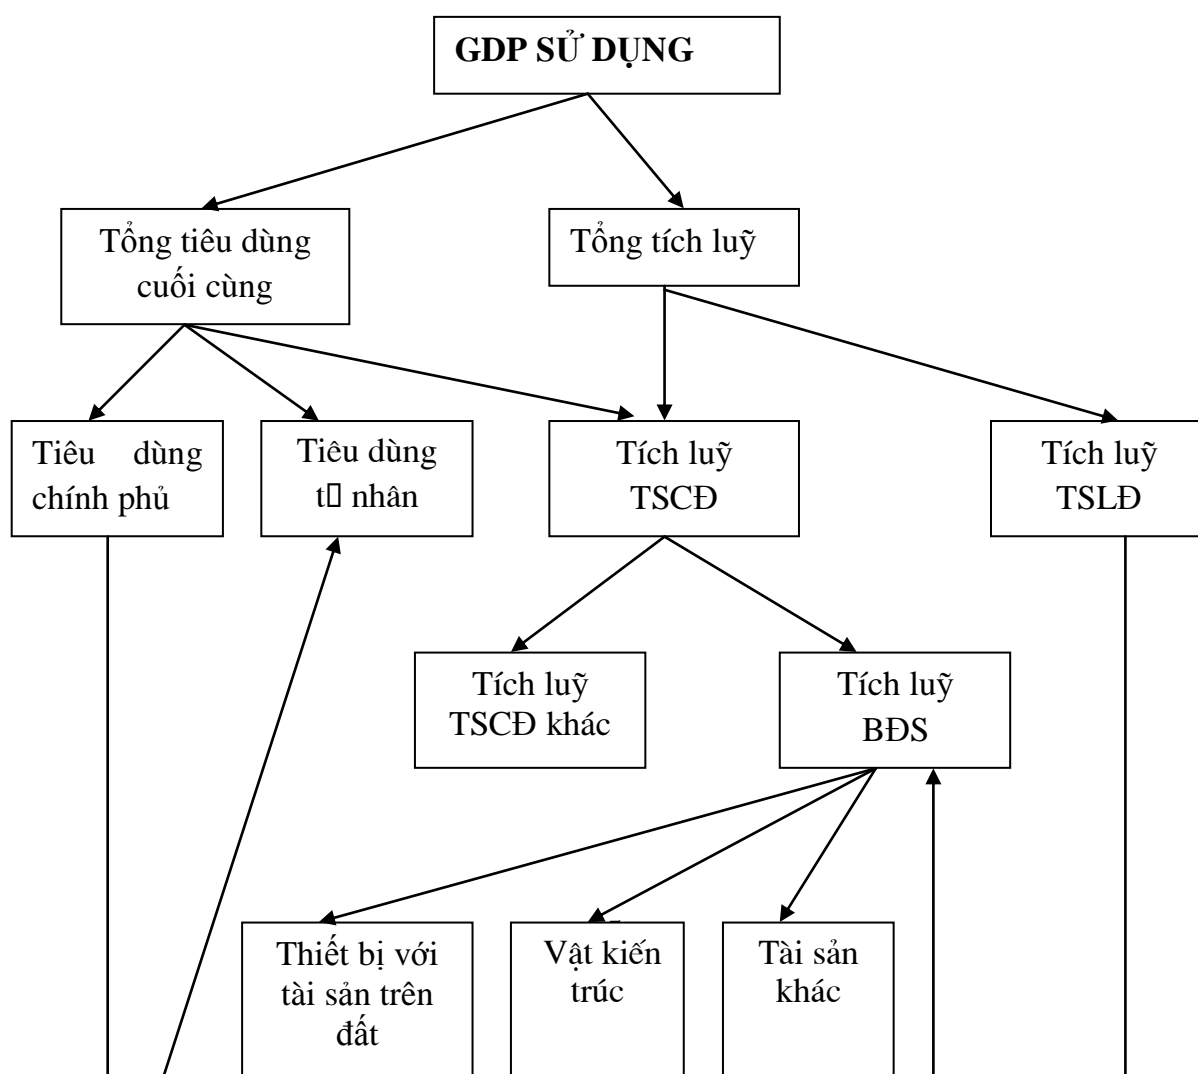 GDP SỬ DỤNG
Tổng tiêu dùng
cuối cùng
Tổng tích luỹ
Tiêu dùng
chính phủ
Tiêu dùng
t▯ nhân
Tích luỹ
TSCĐ
Tích luỹ
TSLĐ
Tích luỹ
TSCĐ khác
Tích luỹ
BĐS
Thiết bị với
tài sản trên
đất
Vật kiến
trúc
Tài sản
khác